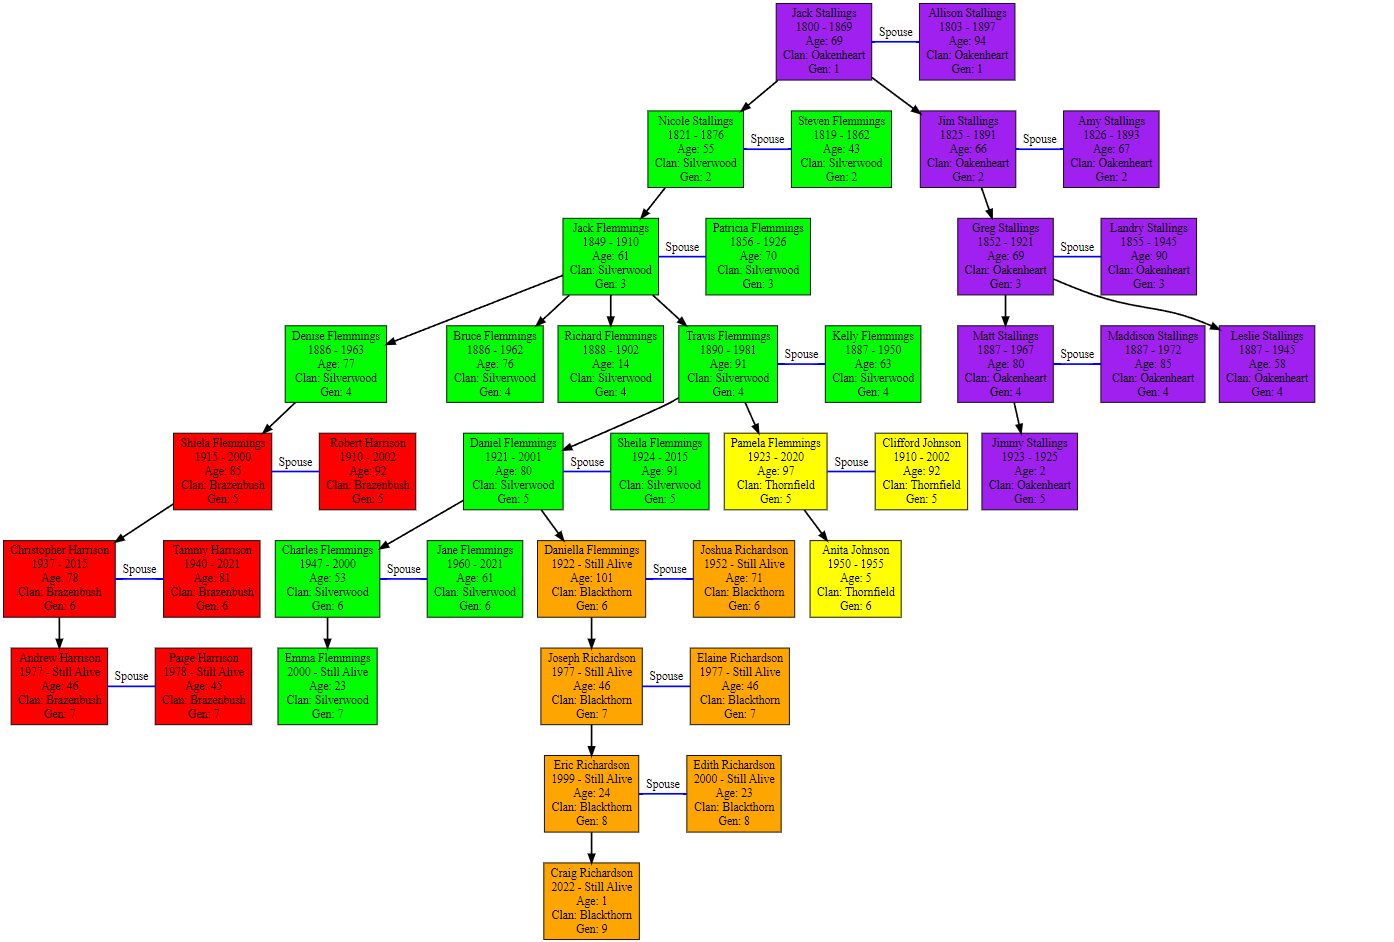 Jack Stallings
1800 - 1869
Age: 69
Clan: Oakenheart
Gen: 1
Spouse
Allison Stallings
1803 - 1897
Age: 94
Clan: Oakenheart
Gen: 1
Nicole Stallings
1821 - 1876
Age: 55
Clan: Silverwood
Gen: 2
Spouse
Steven Flemmings
1819 - 1862
Age: 43
Clan: Silverwood
Gen: 2
Jim Stallings
1825 - 1891
Age: 66
Clan: Oakenheart
Gen: 2
Spouse
Amy Stallings
1826 - 1893
Age: 67
Clan: Oakenheart
Gen: 2
Jack Flemmings
1849 - 1910
Age: 61
Clan: Silverwood
Gen: 3
Spouse
Patricia Flemmings
1856 - 1926
Age: 70
Clan: Silverwood
Gen: 3
Greg Stallings
1852 - 1921
Age: 69
Clan: Oakenheart
Gen: 3
Spouse
Landry Stallings
1855 - 1945
Age: 90
Clan: Oakenheart
Gen: 3
Denise Flemmings
1886 - 1963
Age: 77
Clan: Silverwood
Gen: 4
Bruce Flemmings
1886 - 1962
Age: 76
Clan: Silverwood
Gen: 4
Richard Flemmings
1888 - 1902
Age: 14
Clan: Silverwood
Gen: 4
Travis Flemmings
1890 - 1981
Age: 91
Clan: Silverwood
Gen: 4
Spouse
Kelly Flemmings
1887 - 1950
Age: 63
Clan: Silverwood
Gen: 4
Matt Stallings
1887 - 1967
Age: 80
Clan: Oakenheart
Gen: 4
Spouse
Maddison Stallings
1887 - 1972
Age: 85
Clan: Oakenheart
Gen: 4
Leslie Stallings
1887 - 1945
Age: 58
Clan: Oakenheart
Gen: 4
Shiela Flemmings
1915 - 2000
Age: 85
Clan: Brazenbush
Gen: 5
Spouse
Robert Harrison
1910 - 2002
Age: 92
Clan: Brazenbush
Gen: 5
Daniel Flemmings
1921 - 2001
Age: 80
Clan: Silverwood
Gen: 5
Spouse
Sheila Flemmings
1924 - 2015
Age: 91
Clan: Silverwood
Gen: 5
Pamela Flemmings
1923 - 2020
Age: 97
Clan: Thornfield
Gen: 5
Spouse
Clifford Johnson
1910 - 2002
Age: 92
Clan: Thornfield
Gen: 5
Jimmy Stallings
1923 - 1925
Age: 2
Clan: Oakenheart
Gen: 5
Christopher Harrison
1937 - 2015
Age: 78
Clan: Brazenbush
Gen: 6
Spouse
Tammy Harrison
1940 - 2021
Age: 81
Clan: Brazenbush
Gen: 6
Charles Flemmings
1947 - 2000
Age: 53
Clan: Silverwood
Gen: 6
Spouse
Jane Flemmings
1960 - 2021
Age: 61
Clan: Silverwood
Gen: 6
Daniella Flemmings
1922 - Still Alive
Age: 101
Clan: Blackthorn
Gen: 6
Spouse
Joshua Richardson
1952 - Still Alive
Age: 71
Clan: Blackthorn
Gen: 6
Anita Johnson
1950 - 1955
Age: 5
Clan: Thornfield
Gen: 6
Andrew Harrison
1977 - Still Alive
Age: 46
Clan: Brazenbush
Gen: 7
Spouse
Paige Harrison
1978 - Still Alive
Age: 45
Clan: Brazenbush
Gen: 7
Emma Flemmings
2000 - Still Alive
Age: 23
Clan: Silverwood
Gen: 7
Joseph Richardson
1977 - Still Alive
Age: 46
Clan: Blackthorn
Gen: 7
Spouse
Elaine Richardson
1977 - Still Alive
Age: 46
Clan: Blackthorn
Gen: 7
Eric Richardson
1999 - Still Alive
Age: 24
Clan: Blackthorn
Gen: 8
Spouse
Edith Richardson
2000 - Still Alive
Age: 23
Clan: Blackthorn
Gen: 8
Craig Richardson
2022 - Still Alive
Age: 1
Clan: Blackthorn
Gen: 9